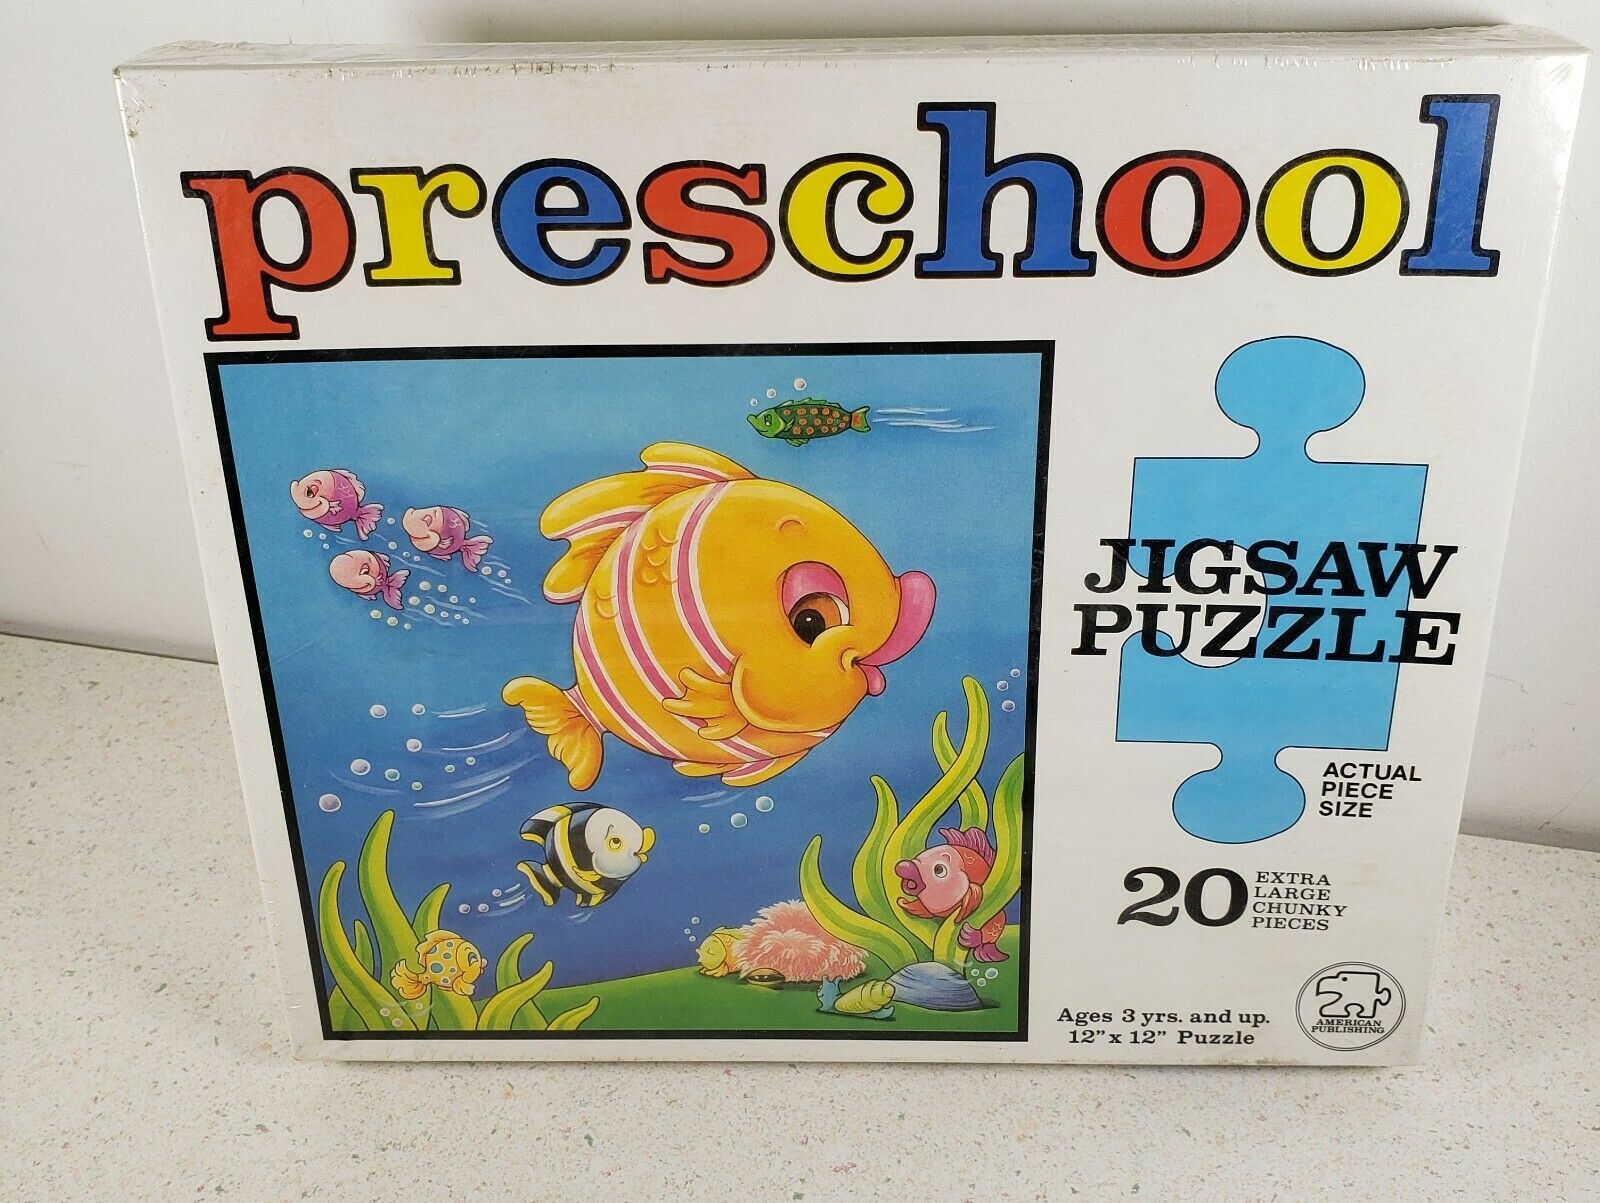 preschool
JIGSAW
PUZZLE
ACTUAL
PIECE
SIZE
20 EXTRA
LARGE
CHUNKY
PIECES
Ages 3 yrs. and up.
12" x 12" Puzzle
AMERICAN
PUBLISHING